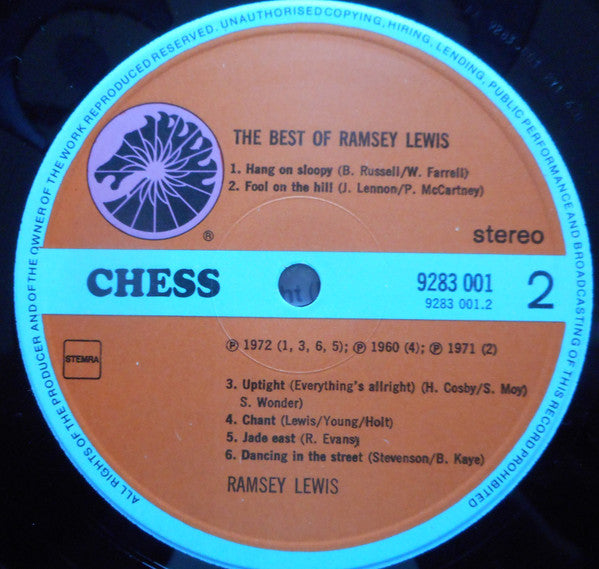 ALL RIGHTS OF THE PRODUCER AND OF THE OWNER OF THE WORK REPRODUCED RESERVED. UNAUTHORISED COPYING, HIRING, LENDING, PUBLIC PERFORMANCE AND BROADCASTING OF THIS RECORD PROHIBITED
THE BEST OF RAMSEY LEWIS
1. Hang on sloopy (B. Russell/W. Farrell)
2. Fool on the hill (J. Lennon/P. McCartney)
®
stereo
CHESS
9283 001
9283 001.2
2
STEMRA
℗ 1972 (1, 3, 6, 5); ℗ 1960 (4); ℗ 1971 (2)
3. Uptight (Everything's allright) (H. Cosby/S. Moy/
S. Wonder)
4. Chant (Lewis/Young/Holt)
5. Jade east (R. Evans)
6. Dancing in the street (Stevenson/B. Kaye)
RAMSEY LEWIS